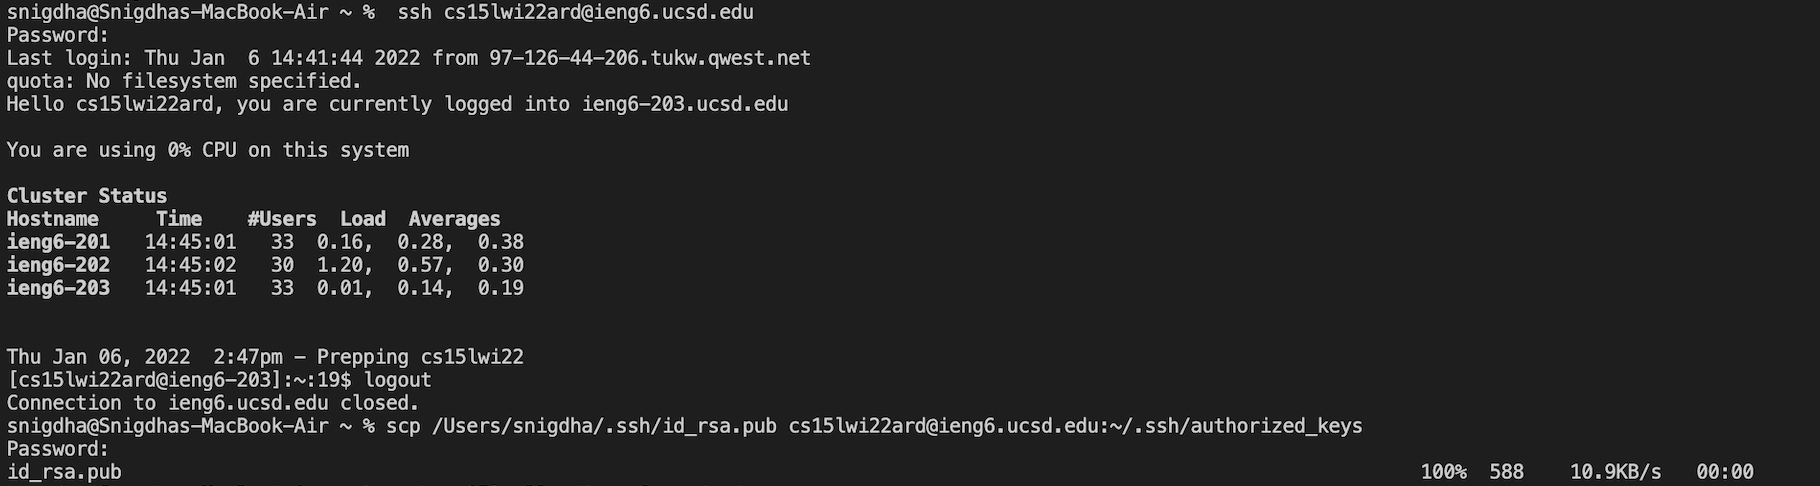 snigdha@Snigdhas-MacBook-Air ~ %  ssh cs15lwi22ard@ieng6.ucsd.edu
Password:
Last login: Thu Jan  6 14:41:44 2022 from 97-126-44-206.tukw.qwest.net
quota: No filesystem specified.
Hello cs15lwi22ard, you are currently logged into ieng6-203.ucsd.edu
You are using 0% CPU on this system
Cluster Status
Hostname     Time    #Users  Load  Averages
ieng6-201   14:45:01   33  0.16,  0.28,  0.38
ieng6-202   14:45:02   30  1.20,  0.57,  0.30
ieng6-203   14:45:01   33  0.01,  0.14,  0.19
Thu Jan 06, 2022  2:47pm - Prepping cs15lwi22
[cs15lwi22ard@ieng6-203]:~:19$ logout
Connection to ieng6.ucsd.edu closed.
snigdha@Snigdhas-MacBook-Air ~ % scp /Users/snigdha/.ssh/id_rsa.pub cs15lwi22ard@ieng6.ucsd.edu:~/.ssh/authorized_keys
Password:
id_rsa.pub                                                  100%  588    10.9KB/s   00:00